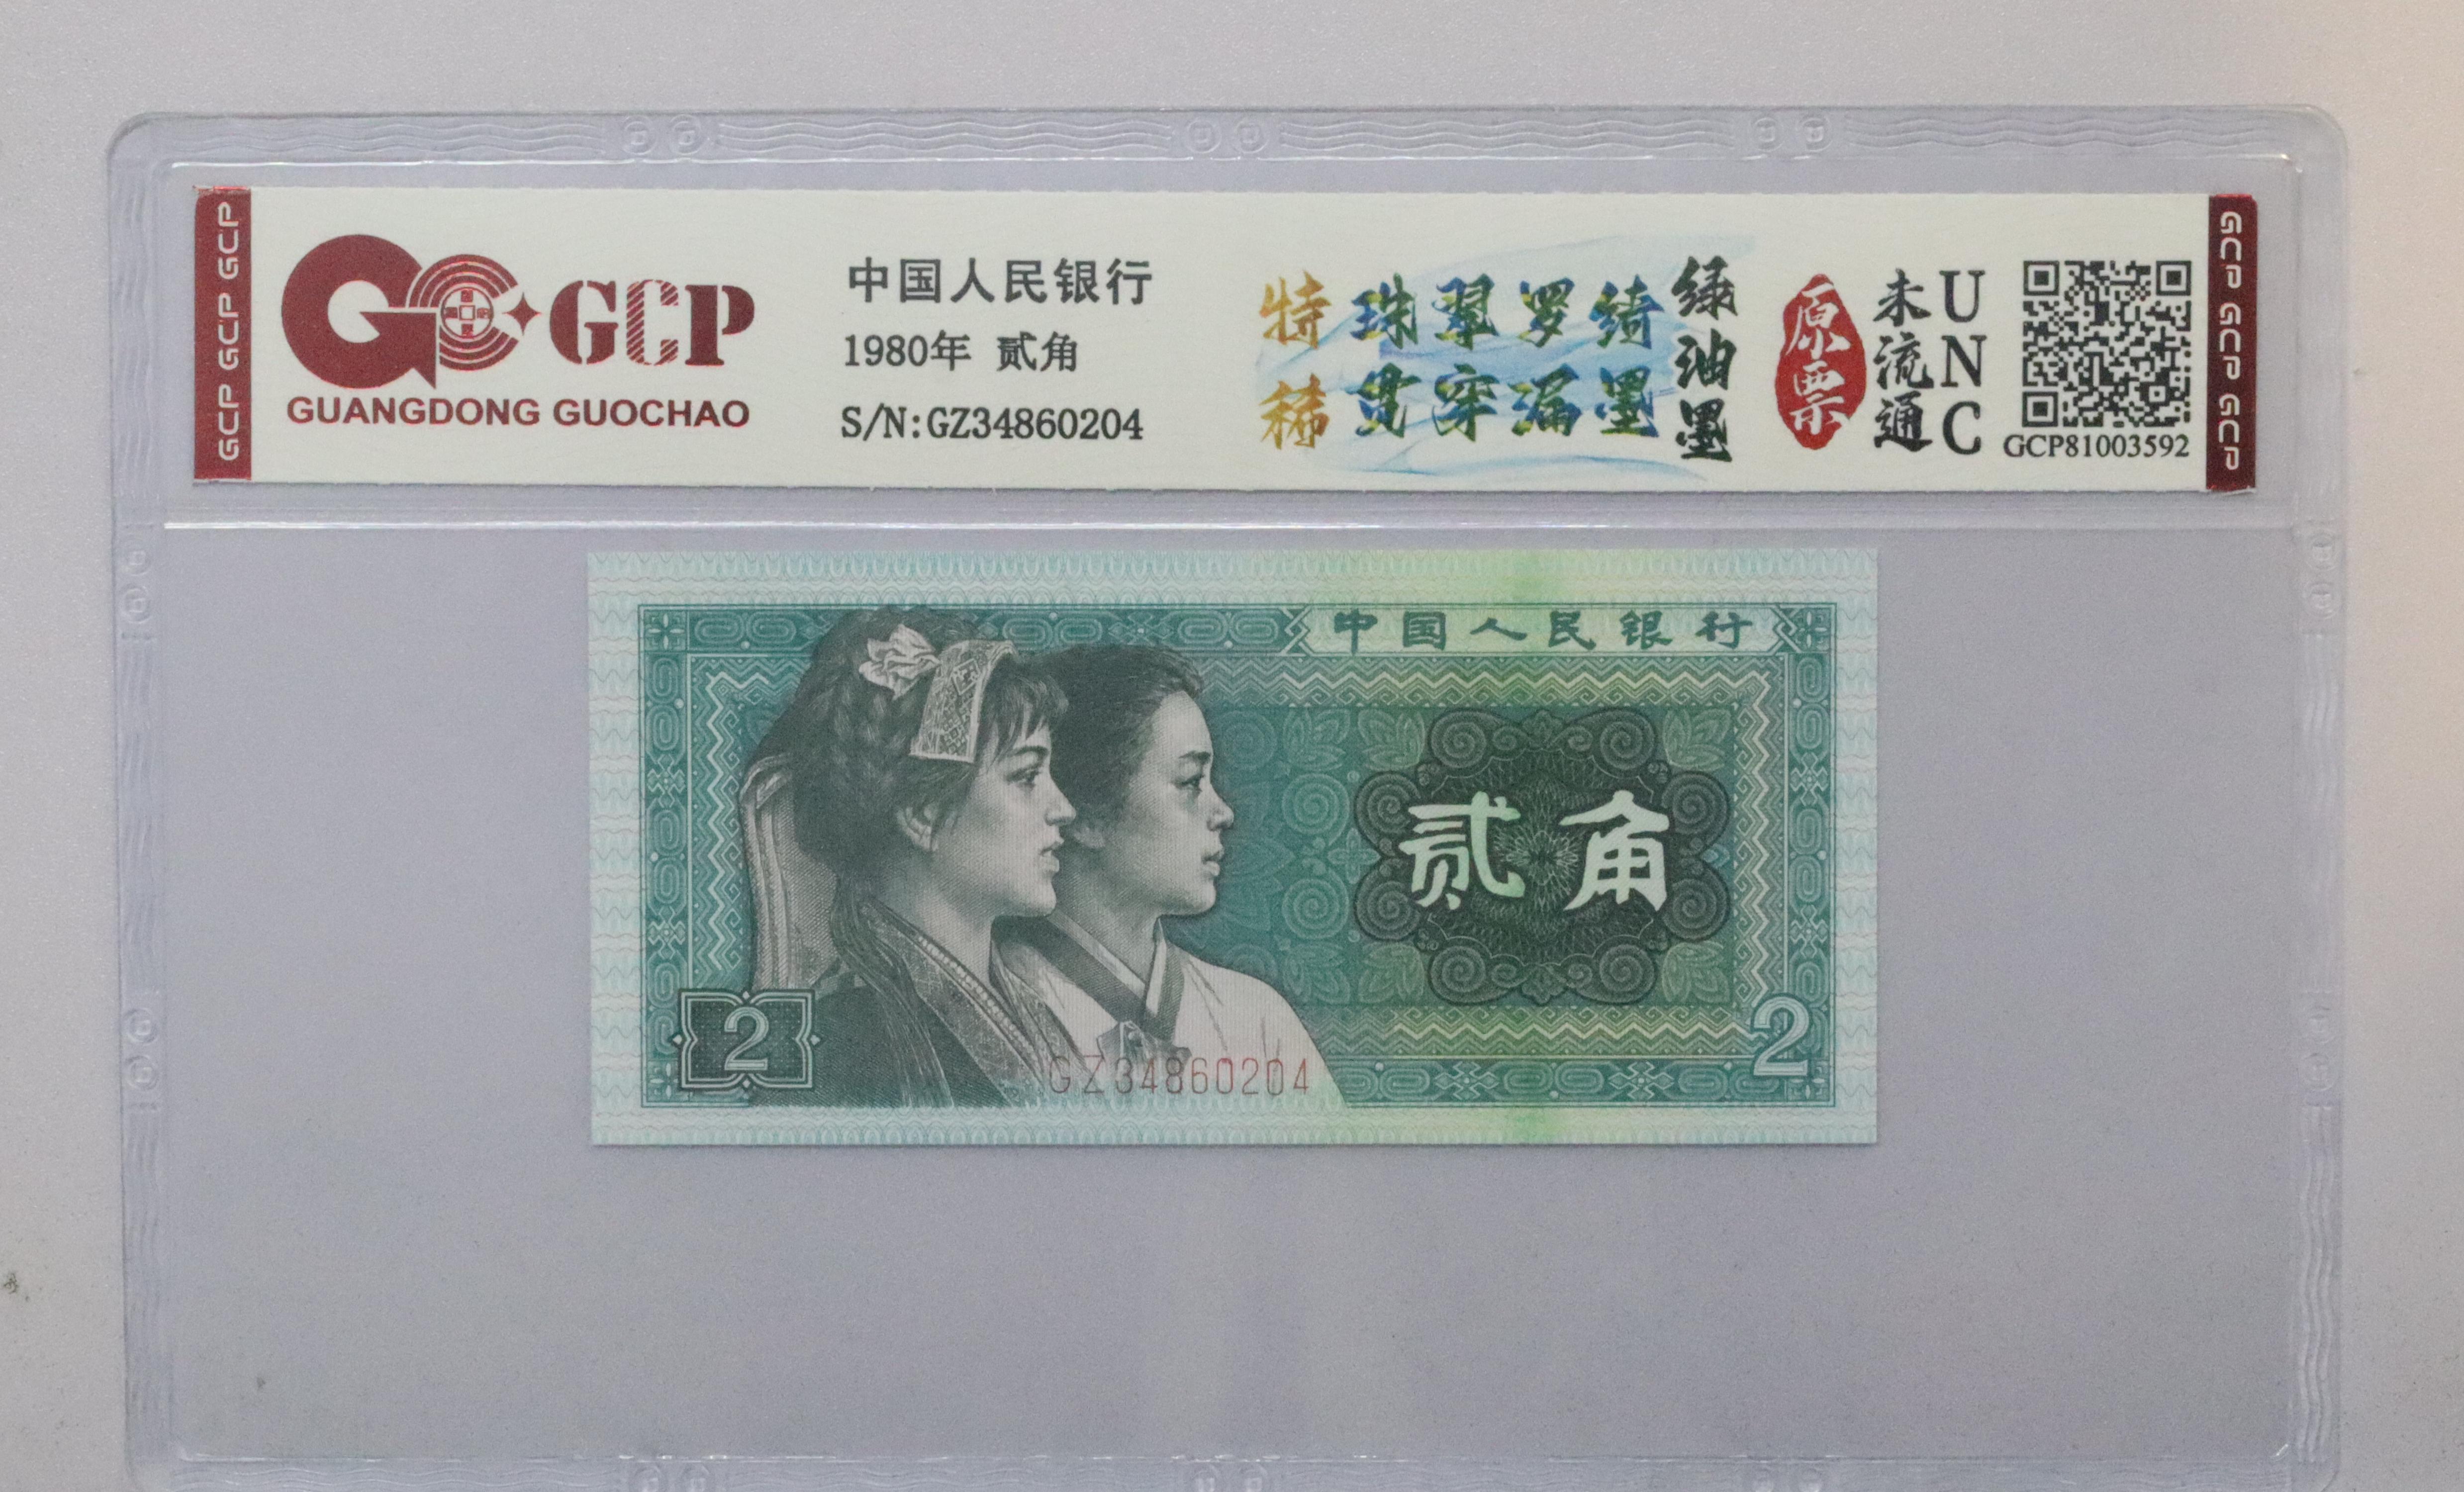 GCP GCP GCP
GCP
GUANGDONG GUOCHAO
中国人民银行
1980年 贰角
S/N:GZ34860204
特稀
珠翠罗绮
贯穿漏墨
绿油墨
原票
未流通
UNC
GCP81003592
GCP GCP GCP GCP
中国人民银行
贰角
2
2
GZ34860204